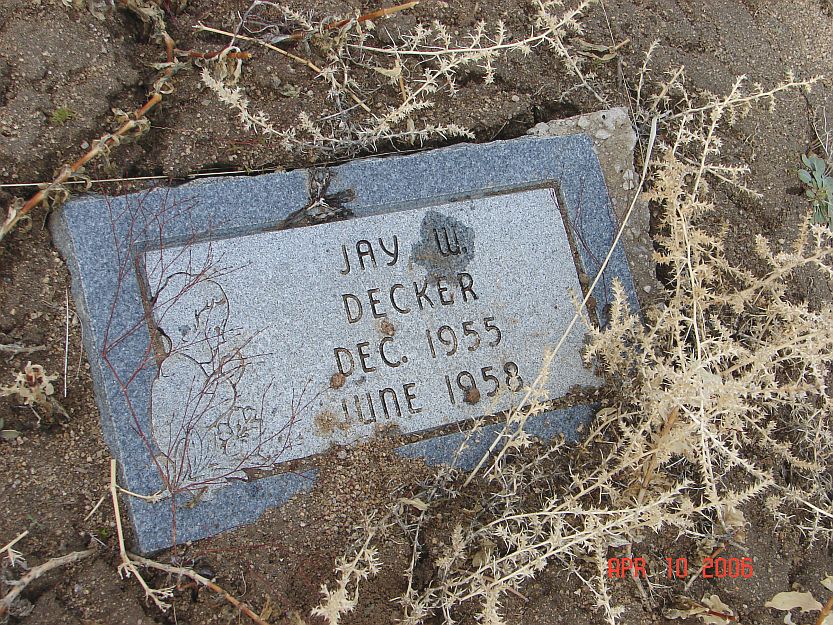 JAY W.
DECKER
DEC. 1955
JUNE 1958
APR 10 2006